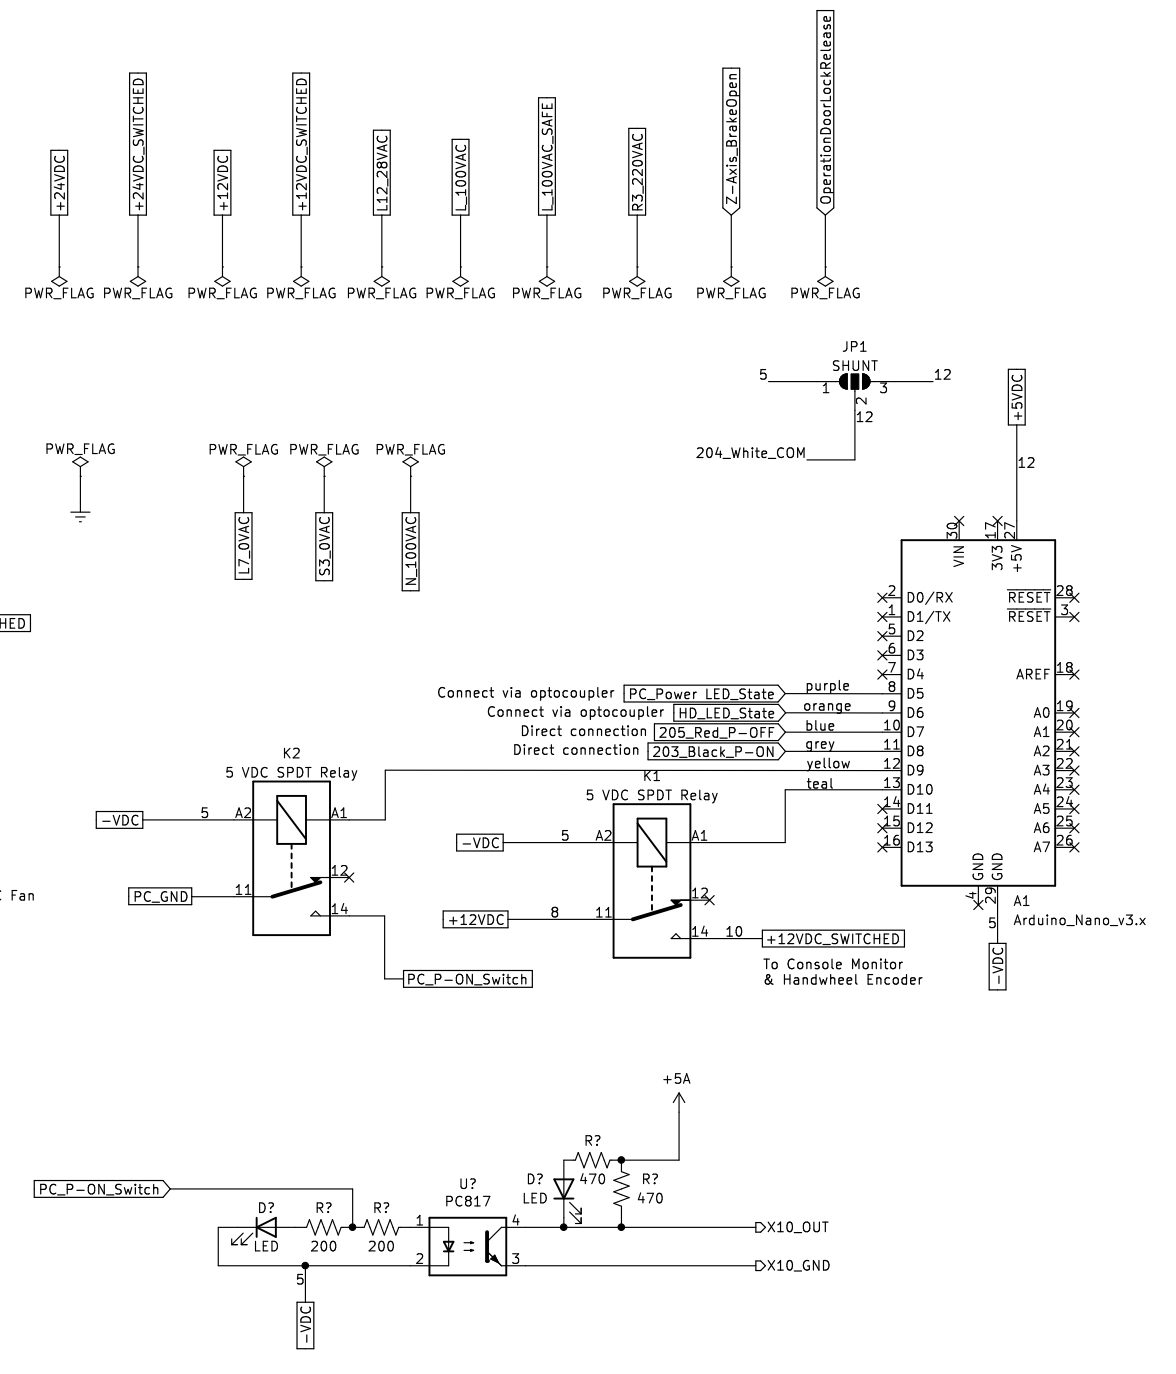 +24VDC
+24VDC_SWITCHED
+12VDC
+12VDC_SWITCHED
L12_28VAC
L_100VAC
L_100VAC_SAFE
R3_220VAC
Z-Axis_BrakeOpen
OperationDoorLockRelease
PWR_FLAG
PWR_FLAG
PWR_FLAG
PWR_FLAG
PWR_FLAG
PWR_FLAG
PWR_FLAG
PWR_FLAG
PWR_FLAG
PWR_FLAG
JP1
SHUNT
5
1
2
3
12
12
204_White_COM
+5VDC
12
PWR_FLAG
PWR_FLAG
PWR_FLAG
PWR_FLAG
L7_0VAC
S3_0VAC
N_100VAC
HED
30
17
27
VIN
3V3
+5V
2
D0/RX
1
D1/TX
5
D2
6
D3
7
D4
8
D5
9
D6
10
D7
11
D8
12
D9
13
D10
14
D11
15
D12
16
D13
RESET
28
RESET
3
AREF
18
A0
19
A1
20
A2
21
A3
22
A4
23
A5
24
A6
25
A7
26
GND
GND
4
29
5
-VDC
A1
Arduino_Nano_v3.x
Connect via optocoupler
PC_Power LED_State
purple
Connect via optocoupler
HD_LED_State
orange
Direct connection
205_Red_P-OFF
blue
Direct connection
203_Black_P-ON
grey
yellow
teal
K2
5 VDC SPDT Relay
-VDC
5
A2
A1
12
PC_GND
11
14
PC_P-ON_Switch
C Fan
K1
5 VDC SPDT Relay
-VDC
5
A2
A1
12
+12VDC
8
11
14
10
+12VDC_SWITCHED
To Console Monitor
& Handwheel Encoder
+5A
R?
470
R?
470
D?
LED
PC_P-ON_Switch
D?
LED
R?
200
R?
200
U?
PC817
1
2
4
3
X10_OUT
X10_GND
5
-VDC